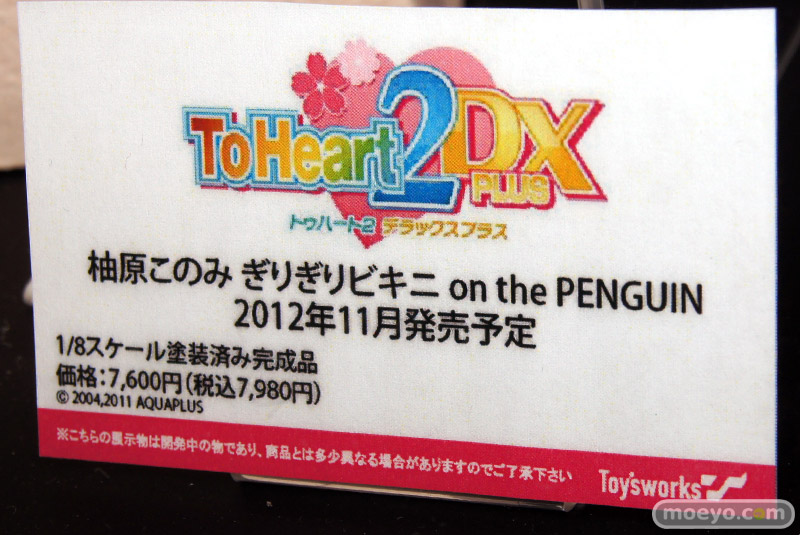 ToHeart2DX
PLUS
トゥハート2 デラックスプラス
柚原このみ ぎりぎりビキニ on the PENGUIN
2012年11月発売予定
1/8スケール塗装済み完成品
価格：7,600円（税込7,980円）
© 2004,2011 AQUAPLUS
※こちらの展示物は開発中の物であり、商品とは多少異なる場合がありますのでご了承下さい
Toy'sworks
moeyo.com